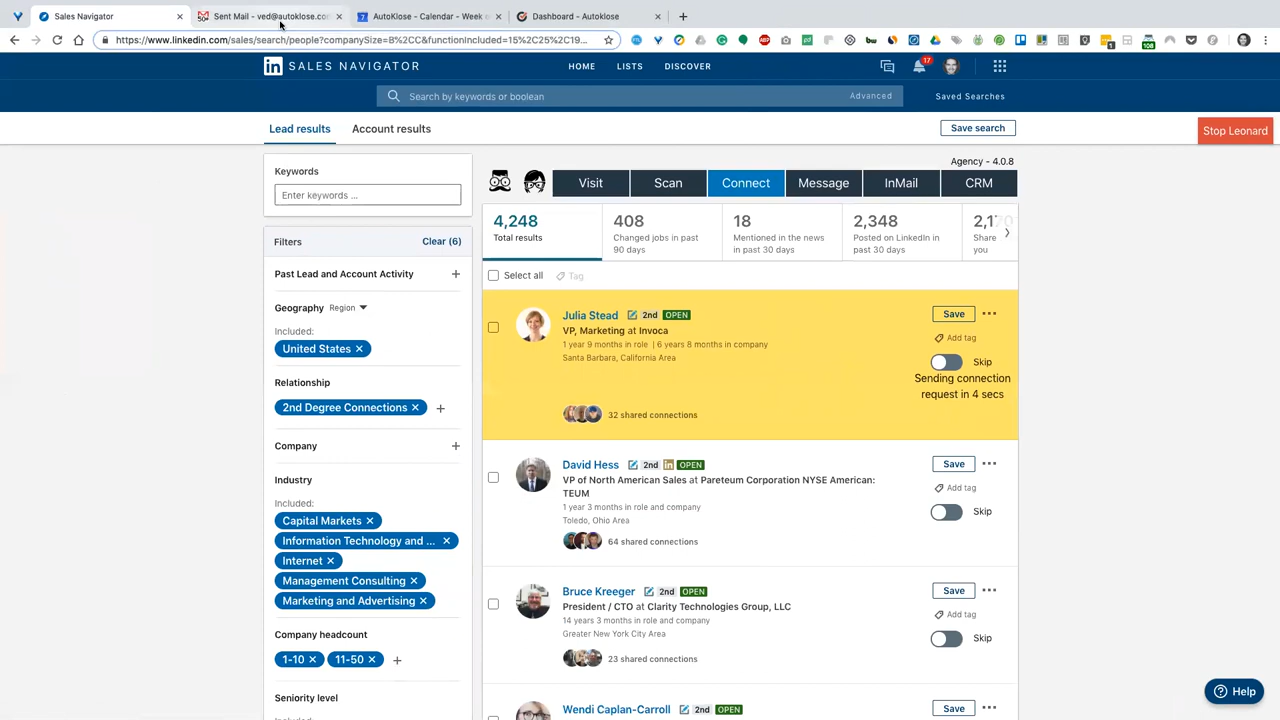 Sales Navigator
Sent Mail - ved@autoklose.con
AutoKlose - Calendar - Week o
Dashboard - Autoklose
https://www.linkedin.com/sales/search/people?companySize=B%2CC&functionIncluded=15%2C25%2C19...
in SALES NAVIGATOR
HOME
LISTS
DISCOVER
17
Search by keywords or boolean
Advanced
Saved Searches
Lead results
Account results
Save search
Stop Leonard
Keywords
Enter keywords ...
Filters
Clear (6)
Past Lead and Account Activity
Geography Region
Included:
United States
Relationship
2nd Degree Connections
Company
Industry
Included:
Capital Markets
Information Technology and ...
Internet
Management Consulting
Marketing and Advertising
Company headcount
1-10
11-50
Seniority level
Agency - 4.0.8
Visit
Scan
Connect
Message
InMail
CRM
4,248
Total results
408
Changed jobs in past
90 days
18
Mentioned in the news
in past 30 days
2,348
Posted on LinkedIn in
past 30 days
Share
you
Select all
Tag
Julia Stead 2nd OPEN
VP, Marketing at Invoca
1 year 9 months in role | 6 years 8 months in company
Santa Barbara, California Area
32 shared connections
Save
Add tag
Skip
Sending connection
request in 4 secs
David Hess 2nd in OPEN
VP of North American Sales at Pareteum Corporation NYSE American:
TEUM
1 year 3 months in role and company
Toledo, Ohio Area
64 shared connections
Save
Add tag
Skip
Bruce Kreeger 2nd OPEN
President / CTO at Clarity Technologies Group, LLC
14 years 3 months in role and company
Greater New York City Area
23 shared connections
Save
Add tag
Skip
Wendi Caplan-Carroll 2nd OPEN
Save
Help